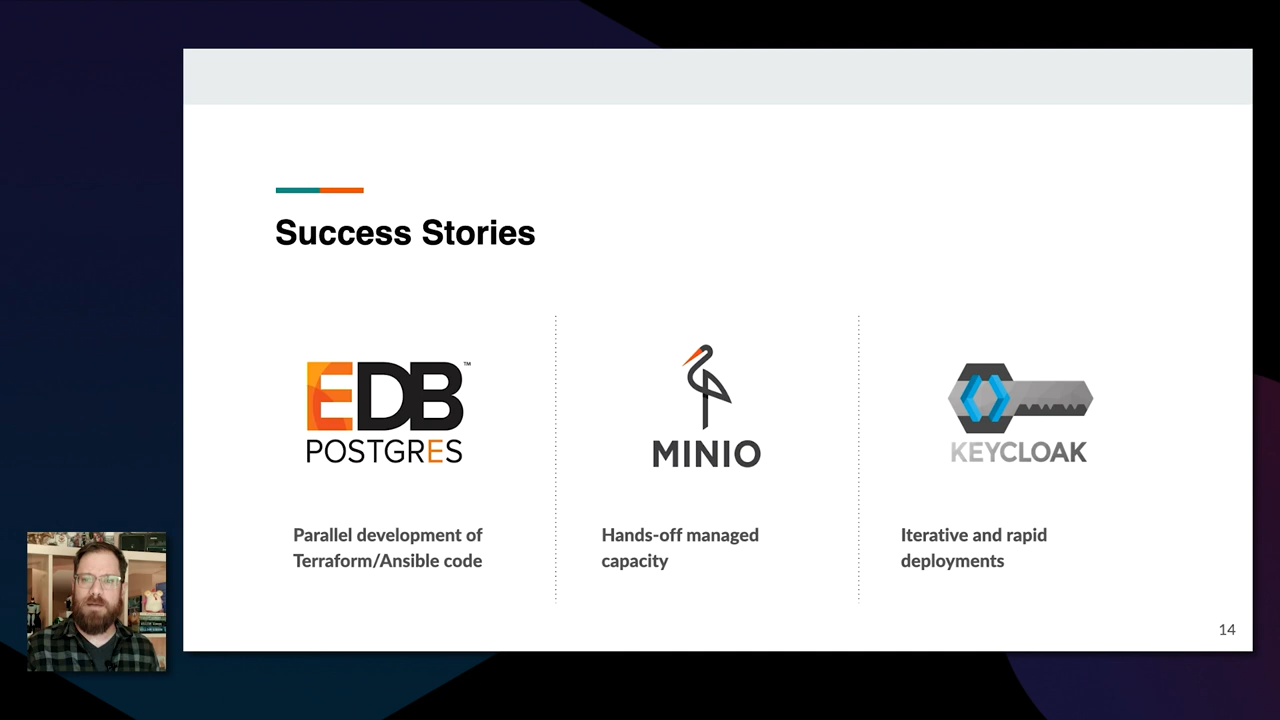 Success Stories
EDB™
POSTGRES
Parallel development of
Terraform/Ansible code
MINIO
Hands-off managed
capacity
KEYCLOAK
Iterative and rapid
deployments
14